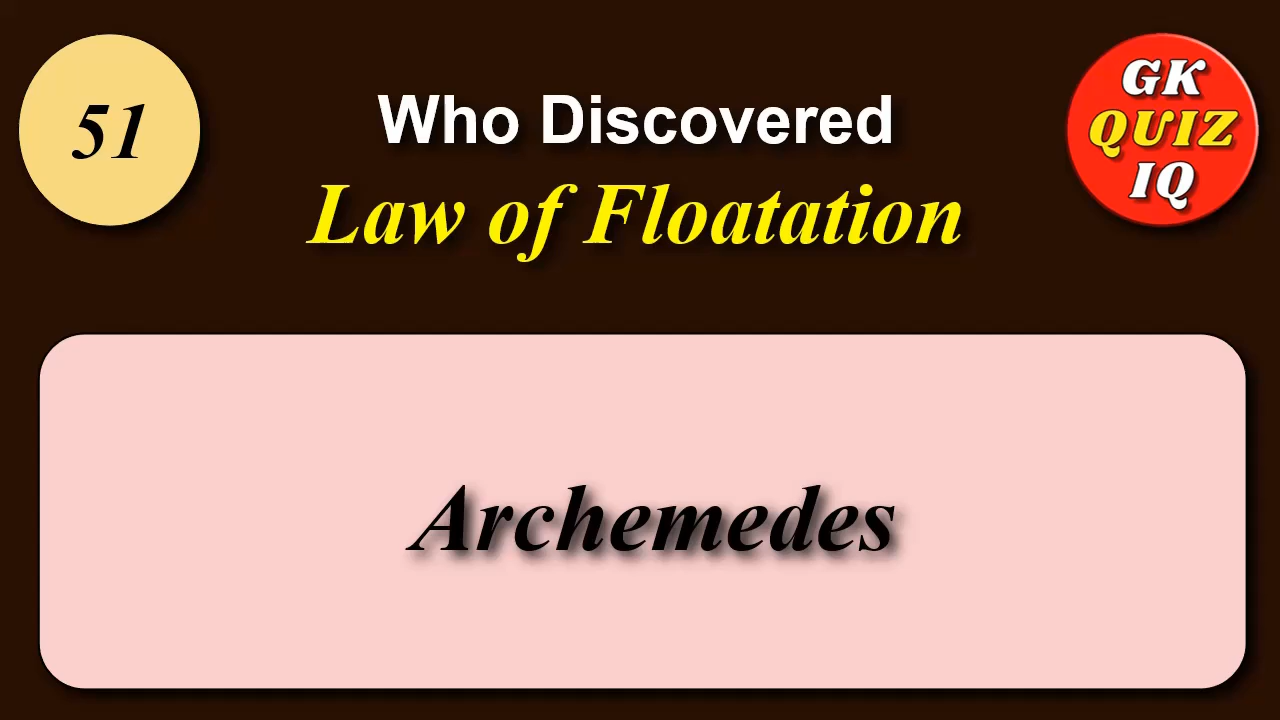 51
Who Discovered
Law of Floatation
GK
QUIZ
IQ
Archemedes